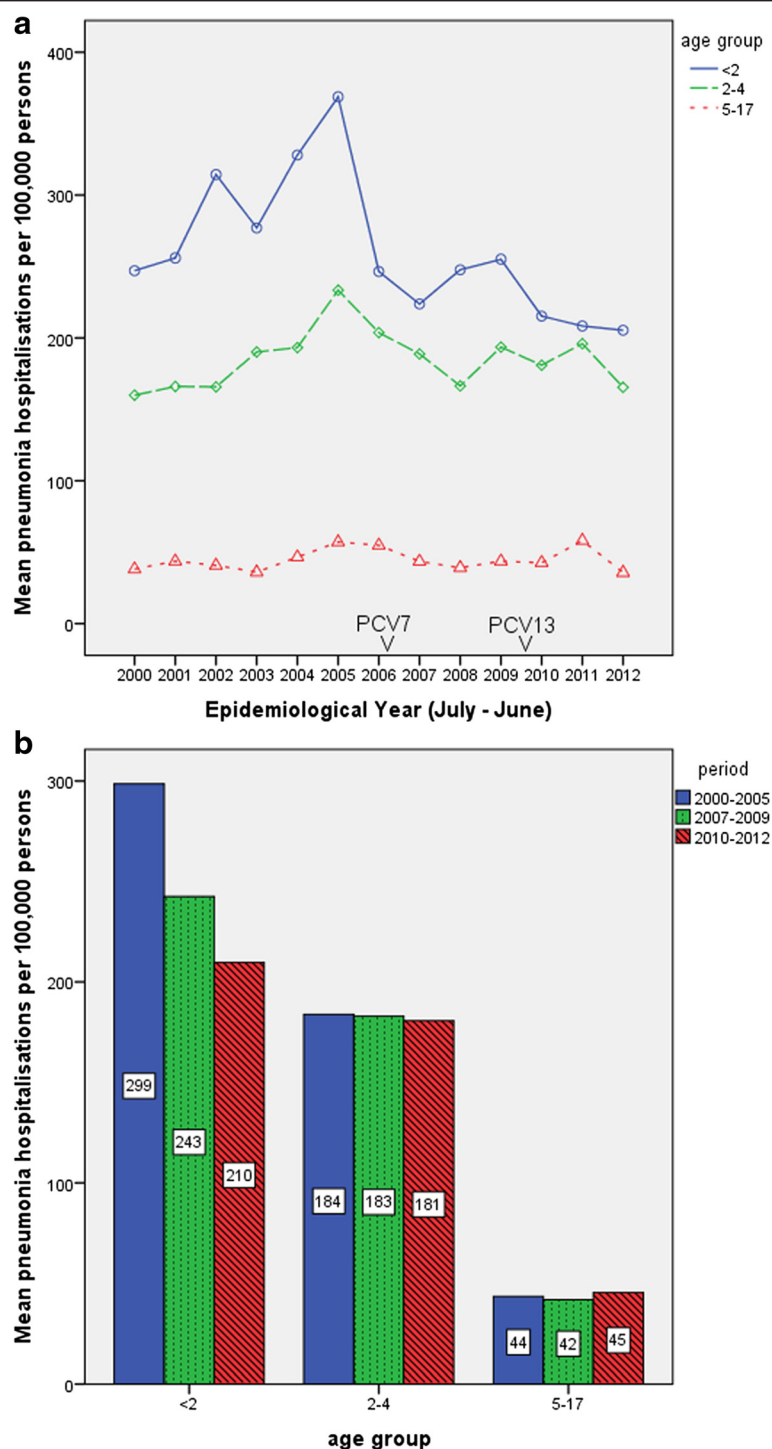 a
Mean pneumonia hospitalisations per 100,000 persons
400
300
200
100
0
age group
<2
2-4
5-17
PCV7
V
PCV13
V
2000 2001 2002 2003 2004 2005 2006 2007 2008 2009 2010 2011 2012
Epidemiological Year (July - June)
b
Mean pneumonia hospitalisations per 100,000 persons
300
200
100
0
period
2000-2005
2007-2009
2010-2012
299
243
210
184
183
181
44
42
45
<2 2-4 5-17
age group